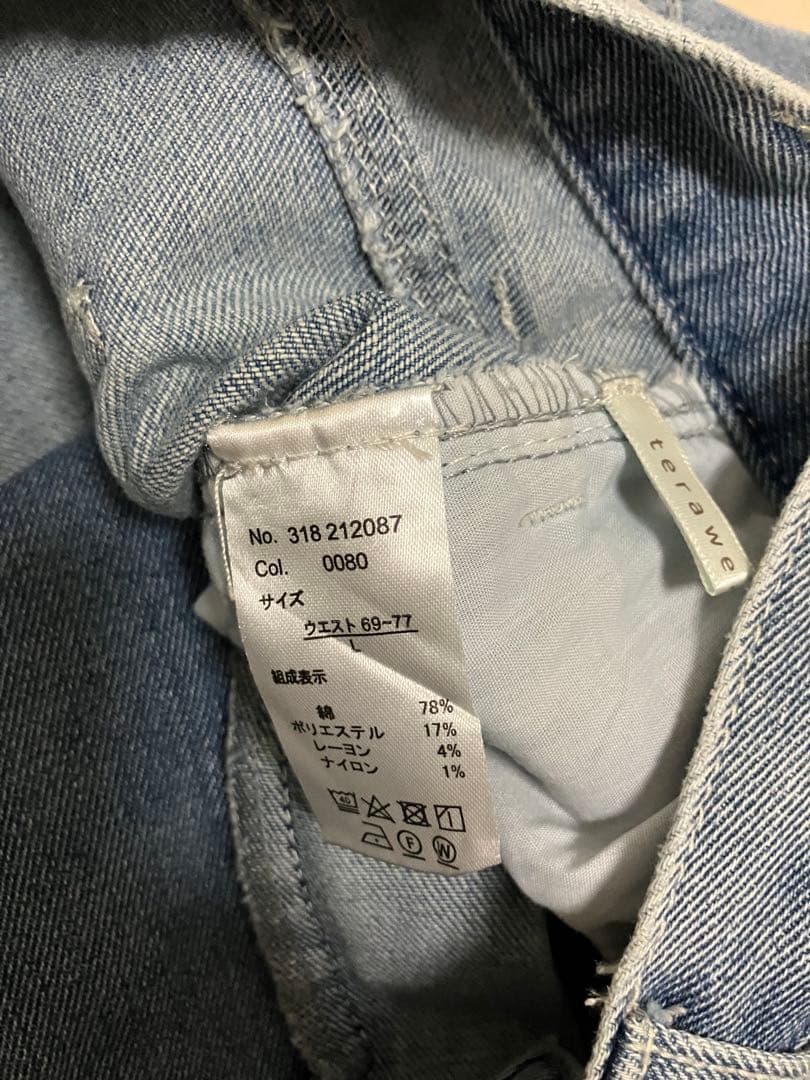 No. 318 212087
Col. 0080
サイズ
ウエスト 69~77
L
組成表示
綿 78%
ポリエステル 17%
レーヨン 4%
ナイロン 1%
40
F W
terawe